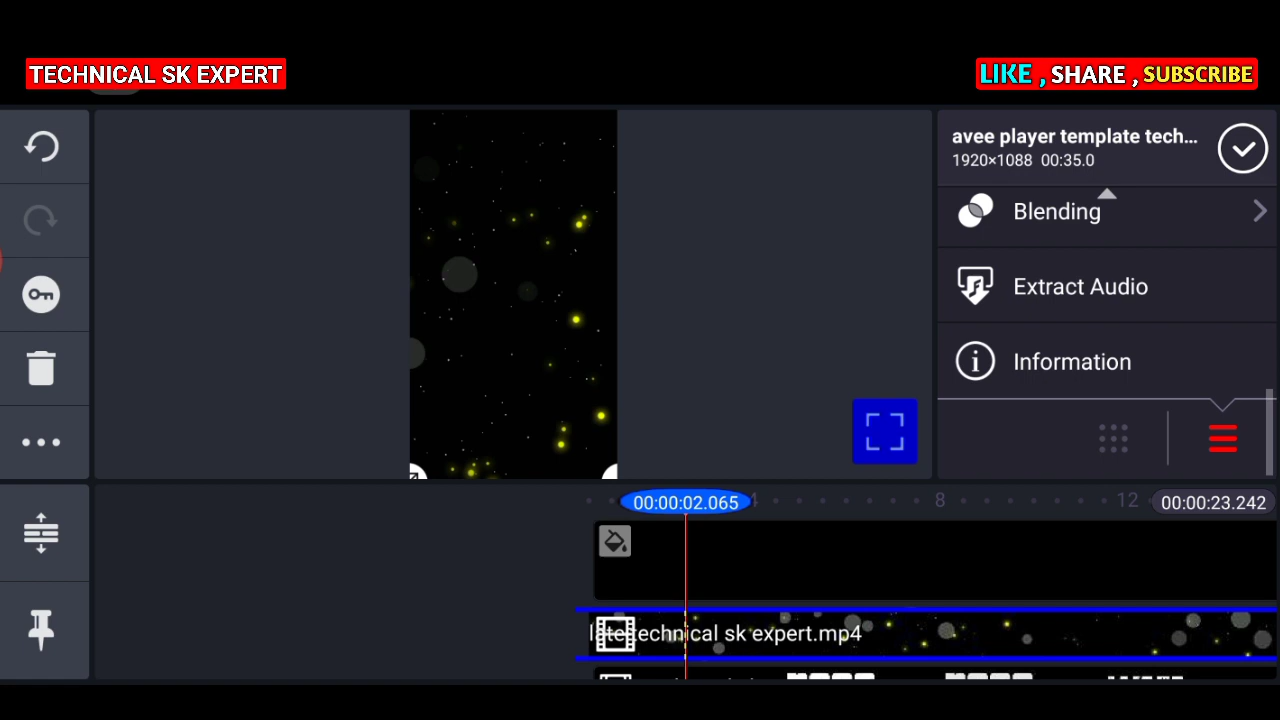 TECHNICAL SK EXPERT
LIKE , SHARE , SUBSCRIBE
avee player template tech...
1920×1088 00:35.0
Blending
Extract Audio
Information
00:00:02.065
4
8
12
00:00:23.242
technical sk expert.mp4